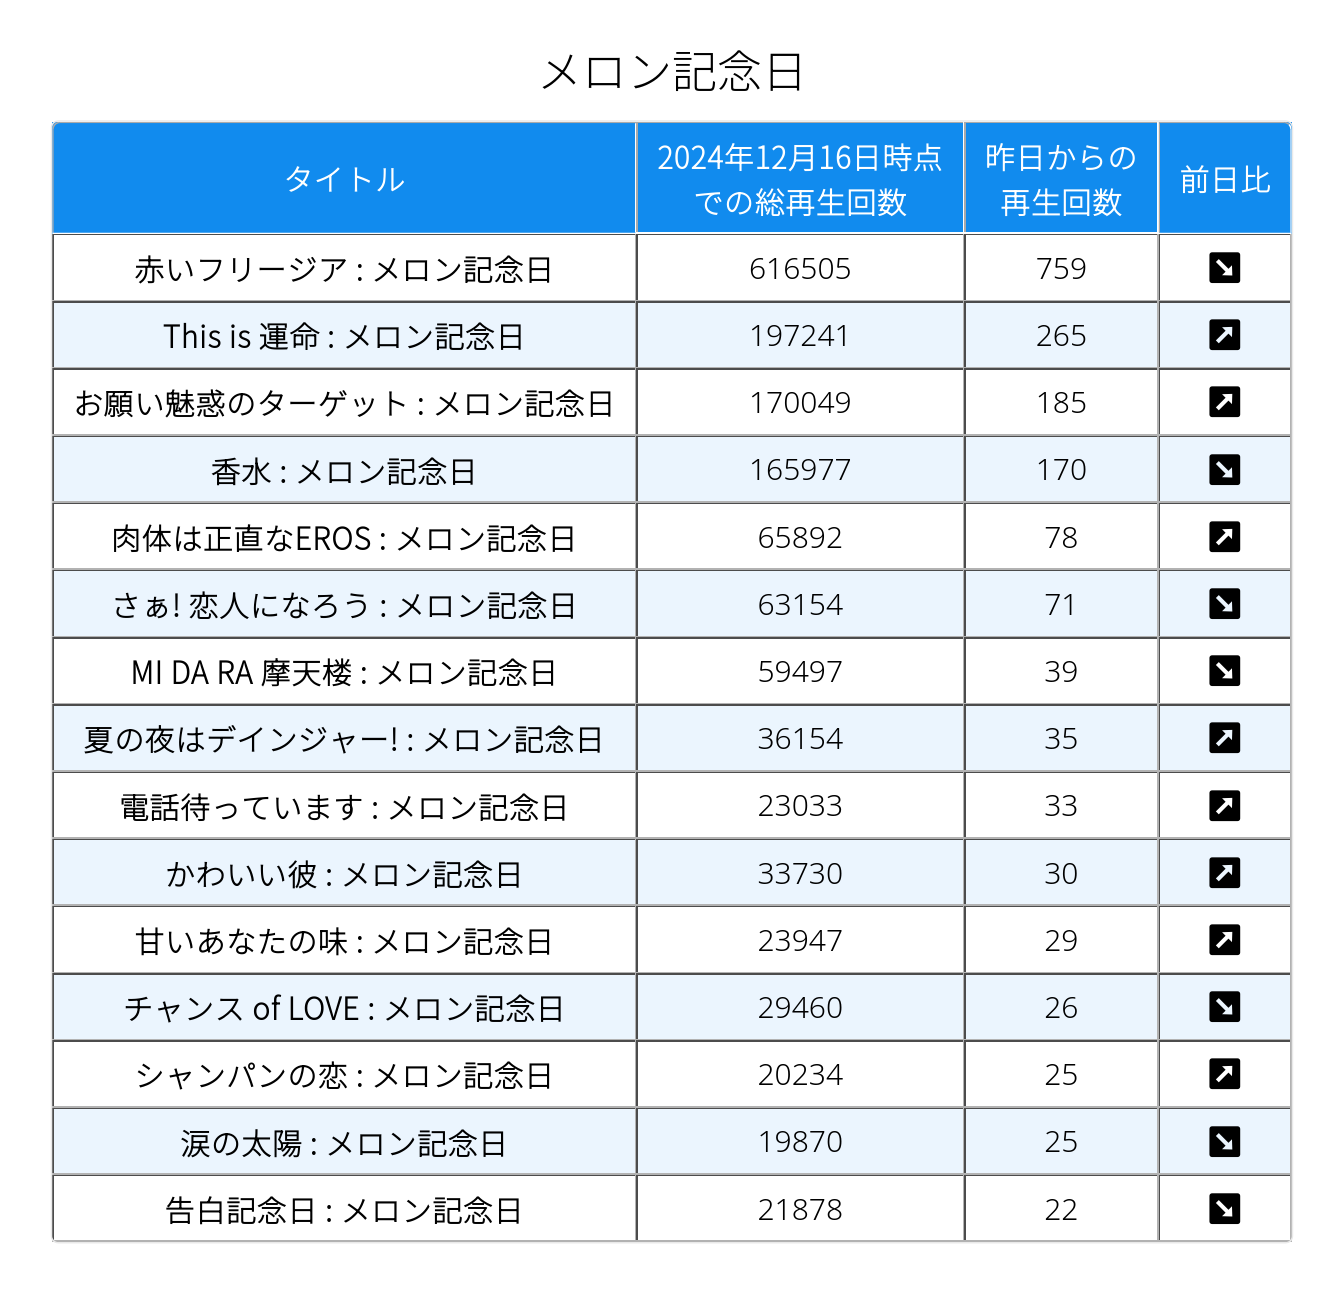 メロン記念日
タイトル 2024年12月16日時点での総再生回数 昨日からの再生回数 前日比
赤いフリージア : メロン記念日 616505 759 ↘
This is 運命 : メロン記念日 197241 265 ↗
お願い魅惑のターゲット : メロン記念日 170049 185 ↗
香水 : メロン記念日 165977 170 ↘
肉体は正直なEROS : メロン記念日 65892 78 ↗
さぁ! 恋人になろう : メロン記念日 63154 71 ↘
MI DA RA 摩天楼 : メロン記念日 59497 39 ↘
夏の夜はデインジャー! : メロン記念日 36154 35 ↗
電話待っています : メロン記念日 23033 33 ↗
かわいい彼 : メロン記念日 33730 30 ↗
甘いあなたの味 : メロン記念日 23947 29 ↗
チャンス of LOVE : メロン記念日 29460 26 ↘
シャンパンの恋 : メロン記念日 20234 25 ↗
涙の太陽 : メロン記念日 19870 25 ↘
告白記念日 : メロン記念日 21878 22 ↘